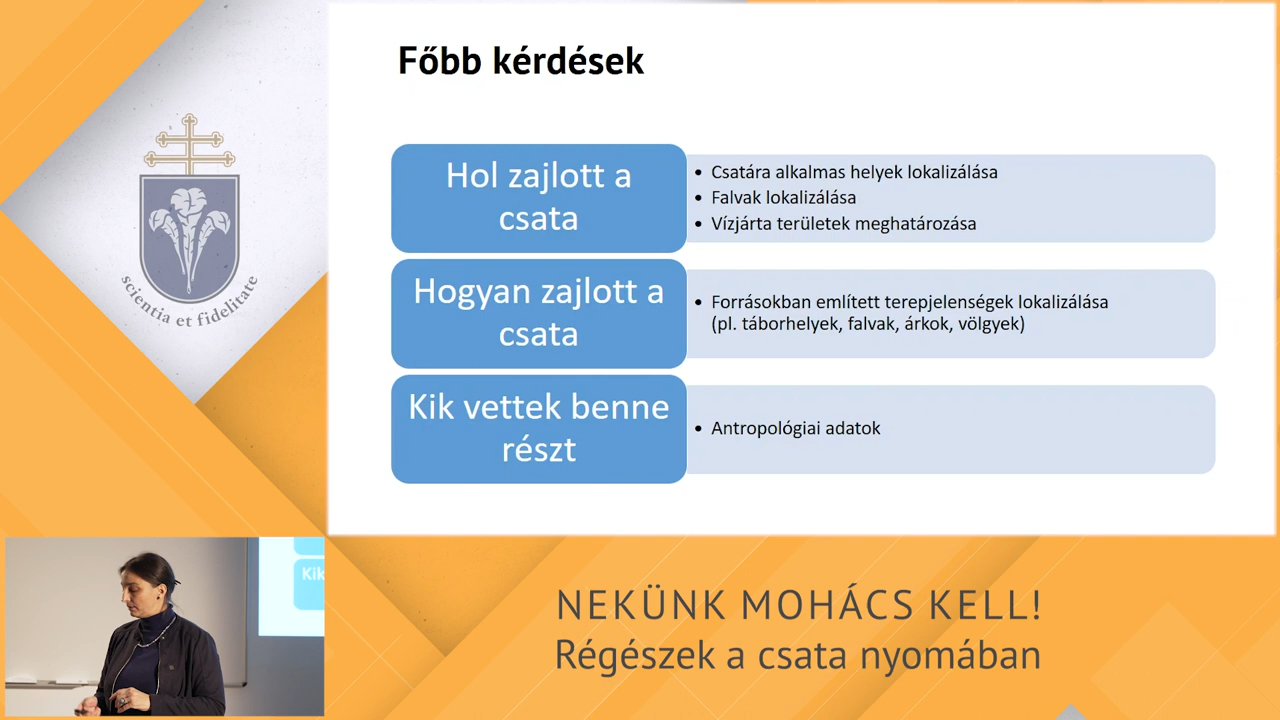 Főbb kérdések
Hol zajlott a
csata
• Csatára alkalmas helyek lokalizálása
• Falvak lokalizálása
• Vízjárta területek meghatározása
Hogyan zajlott a
csata
• Forrásokban említett terepjelenségek lokalizálása
(pl. táborhelyek, falvak, árkok, völgyek)
Kik vettek benne
részt
• Antropológiai adatok
scientia et fidelitate
Kik
NEKÜNK MOHÁCS KELL!
Régészek a csata nyomában